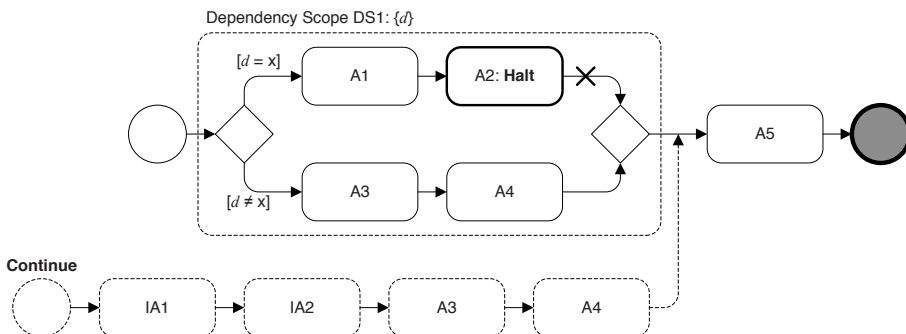 Dependency Scope DS1: {d}
[d = x]
A1
A2: Halt
A5
[d ≠ x]
A3
A4
Continue
IA1
IA2
A3
A4